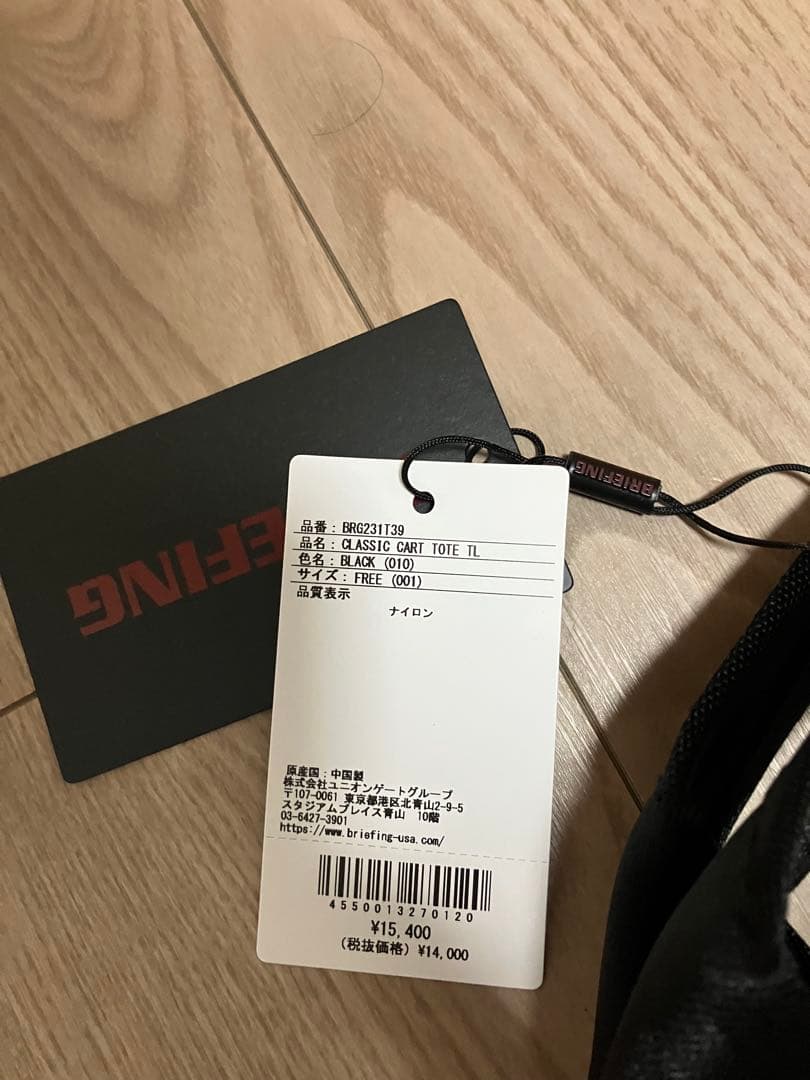 BRIEFING
EFING
品番：BRG231T39
品名：CLASSIC CART TOTE TL
色名：BLACK (010)
サイズ：FREE (001)
品質表示
ナイロン
原産国：中国製
株式会社ユニオンゲートグループ
〒107-0061 東京都港区北青山2-9-5
スタジアムプレイス青山 10階
03-6427-3901
https://www.briefing-usa.com/
4550013270120
¥15,400
(税抜価格) ¥14,000